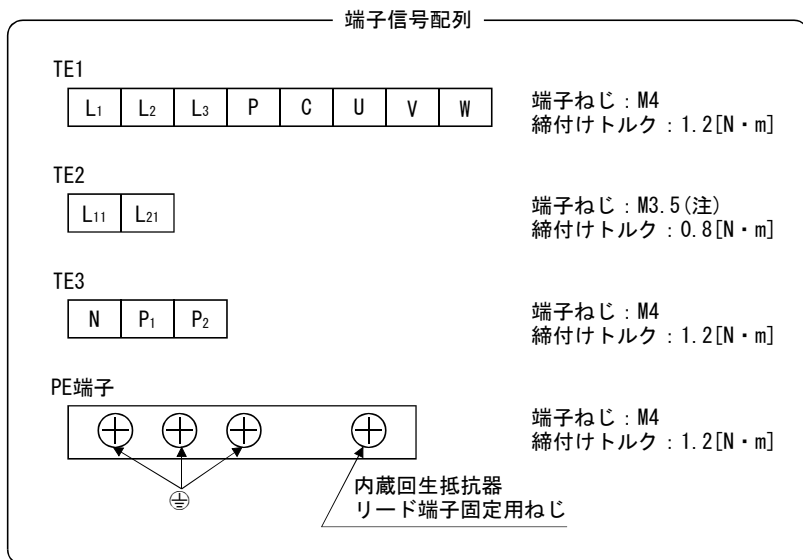 端子信号配列
TE1
L1 L2 L3 P C U V W
端子ねじ：M4
締付けトルク：1.2[N・m]
TE2
L11 L21
端子ねじ：M3.5(注)
締付けトルク：0.8[N・m]
TE3
N P1 P2
端子ねじ：M4
締付けトルク：1.2[N・m]
PE端子
端子ねじ：M4
締付けトルク：1.2[N・m]
内蔵回生抵抗器
リード端子固定用ねじ